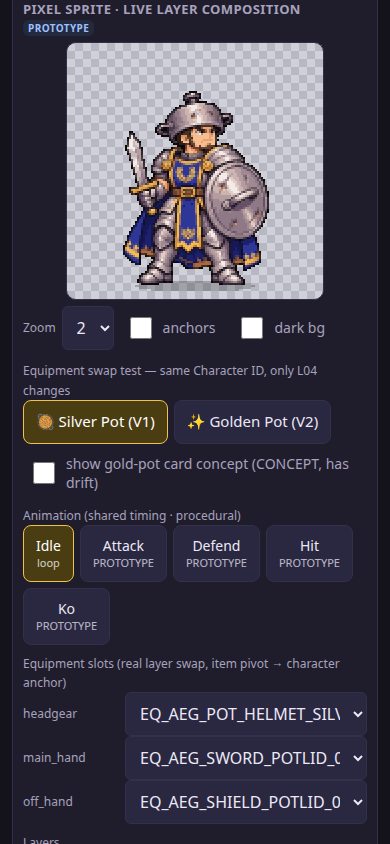 PIXEL SPRITE · LIVE LAYER COMPOSITION
PROTOTYPE
Zoom 2 anchors dark bg
Equipment swap test — same Character ID, only L04
changes
Silver Pot (V1) ✨ Golden Pot (V2)
show gold-pot card concept (CONCEPT, has
drift)
Animation (shared timing · procedural)
Idle Attack Defend Hit
loop PROTOTYPE PROTOTYPE PROTOTYPE
Ko
PROTOTYPE
Equipment slots (real layer swap, item pivot → character
anchor)
headgear EQ_AEG_POT_HELMET_SILV
main_hand EQ_AEG_SWORD_POTLID_0
off_hand EQ_AEG_SHIELD_POTLID_0
Layers